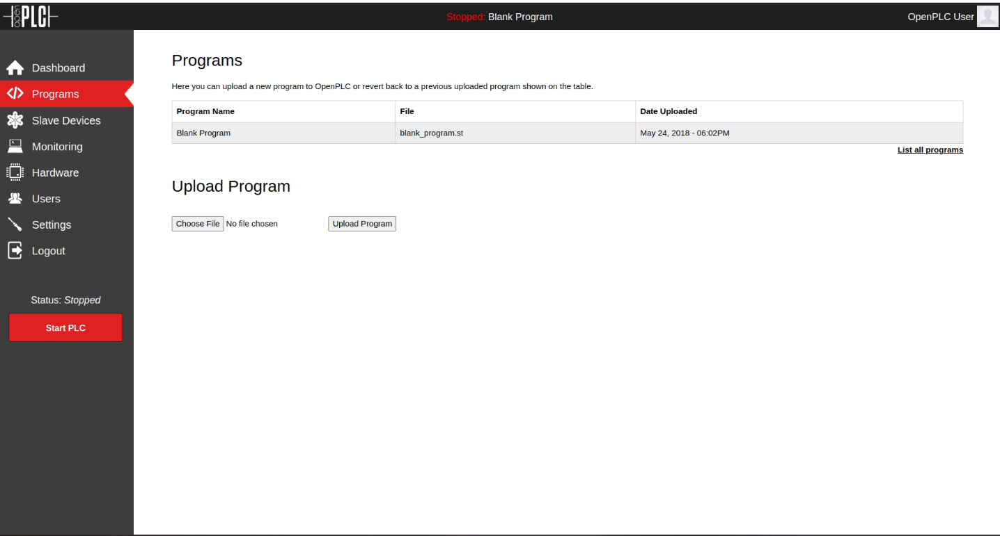 open PLC Stopped: Blank Program OpenPLC User
Dashboard
Programs
Slave Devices
Monitoring
Hardware
Users
Settings
Logout
Status: Stopped
Start PLC
Programs
Here you can upload a new program to OpenPLC or revert back to a previous uploaded program shown on the table.
Program Name File Date Uploaded
Blank Program blank_program.st May 24, 2018 - 06:02PM
List all programs
Upload Program
Choose File No file chosen Upload Program